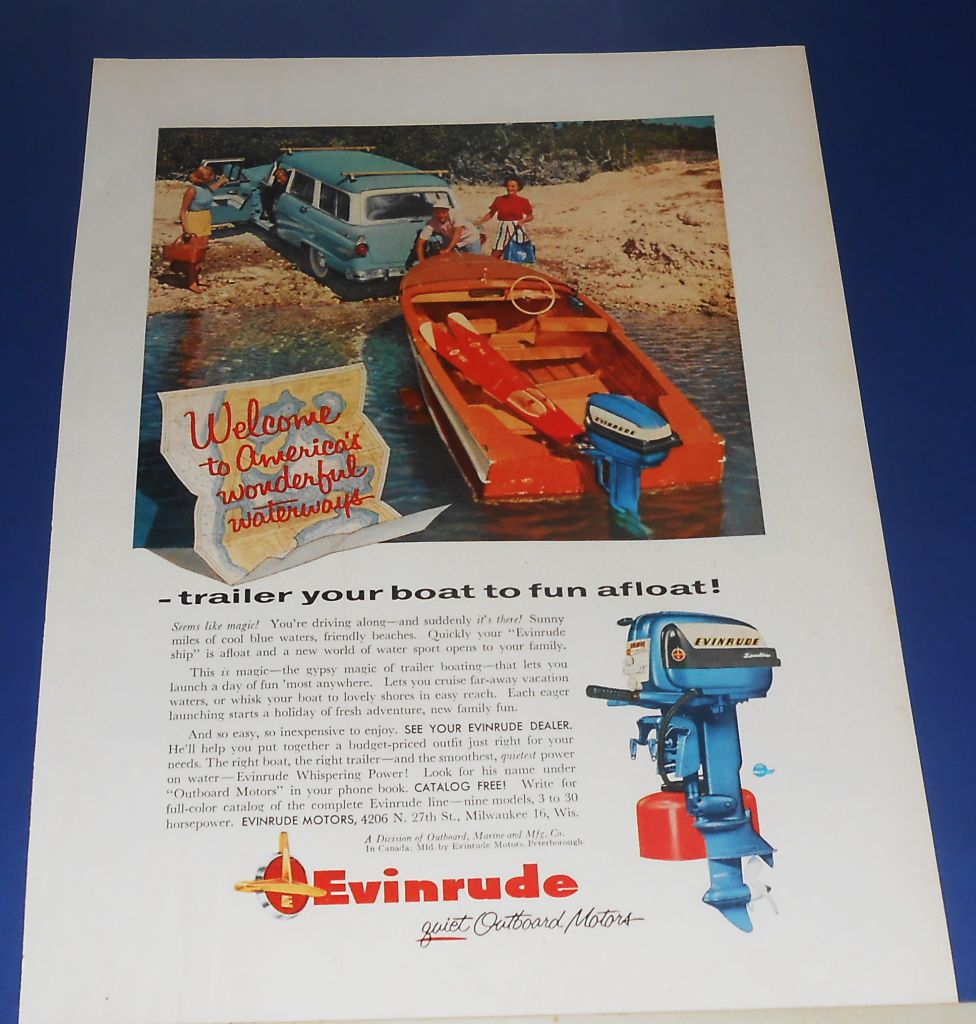 EVINRUDE
Welcome
to America's
wonderful
waterways
- trailer your boat to fun afloat!
Seems like magic! You're driving along—and suddenly it's there! Sunny
miles of cool blue waters, friendly beaches. Quickly your "Evinrude
ship" is afloat and a new world of water sport opens to your family.
This is magic—the gypsy magic of trailer boating—that lets you
launch a day of fun 'most anywhere. Lets you cruise far-away vacation
waters, or whisk your boat to lovely shores in easy reach. Each eager
launching starts a holiday of fresh adventure, new family fun.
And so easy, so inexpensive to enjoy. SEE YOUR EVINRUDE DEALER.
He'll help you put together a budget-priced outfit just right for your
needs. The right boat, the right trailer—and the smoothest, quietest power
on water—Evinrude Whispering Power! Look for his name under
"Outboard Motors" in your phone book. CATALOG FREE! Write for
full-color catalog of the complete Evinrude line—nine models, 3 to 30
horsepower. EVINRUDE MOTORS, 4206 N. 27th St., Milwaukee 16, Wis.
A Division of Outboard, Marine and Mfg. Co.
In Canada: Mfd. by Evinrude Motors, Peterborough
EVINRUDE
E
Evinrude
quiet Outboard Motors